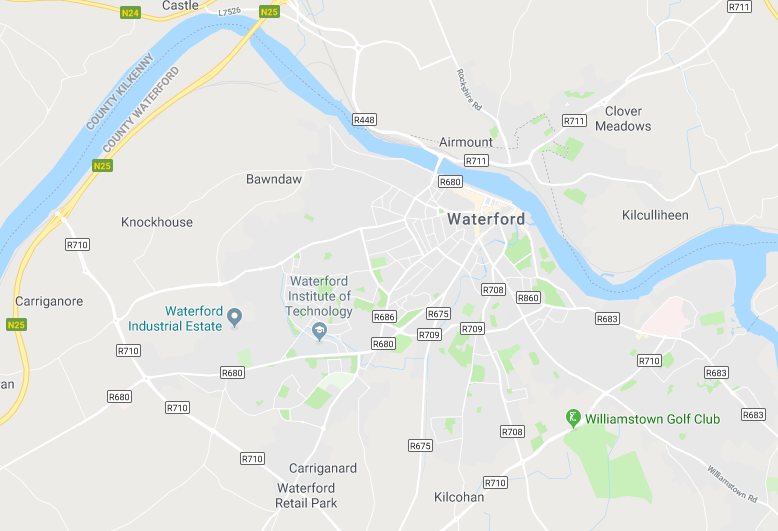 Castle
N24
L7526
N25
R711
COUNTY KILKENNY
COUNTY WATERFORD
Rockshire Rd
Clover
Meadows
R448
R711
Airmount
R711
N25
Bawndaw
R680
Knockhouse
Waterford
Kilculliheen
R710
Waterford
Institute of
Technology
R708
R860
Carriganore
Waterford
Industrial Estate
R686
R675
R683
N25
R709
R709
R680
R710
R710
R680
R683
an
R680
R710
R683
Williamstown Golf Club
R708
R675
R710
Carriganard
Waterford
Retail Park
R710
Kilcohan
Williamstown Rd